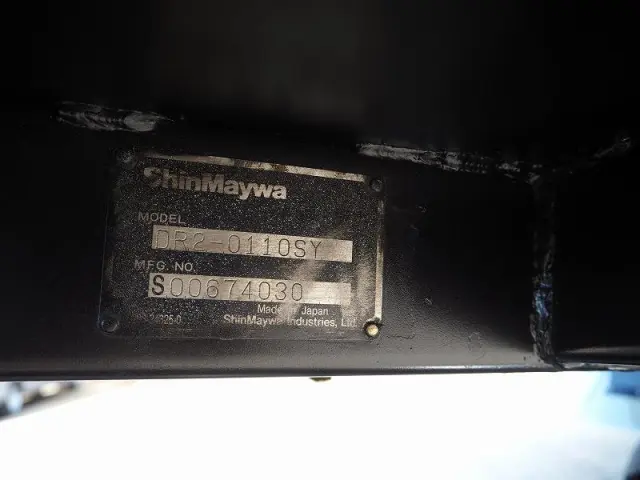 ShinMaywa
MODEL
DR2-0110SY
MFG. NO.
S00674030
Made in Japan
ShinMaywa Industries, Ltd.